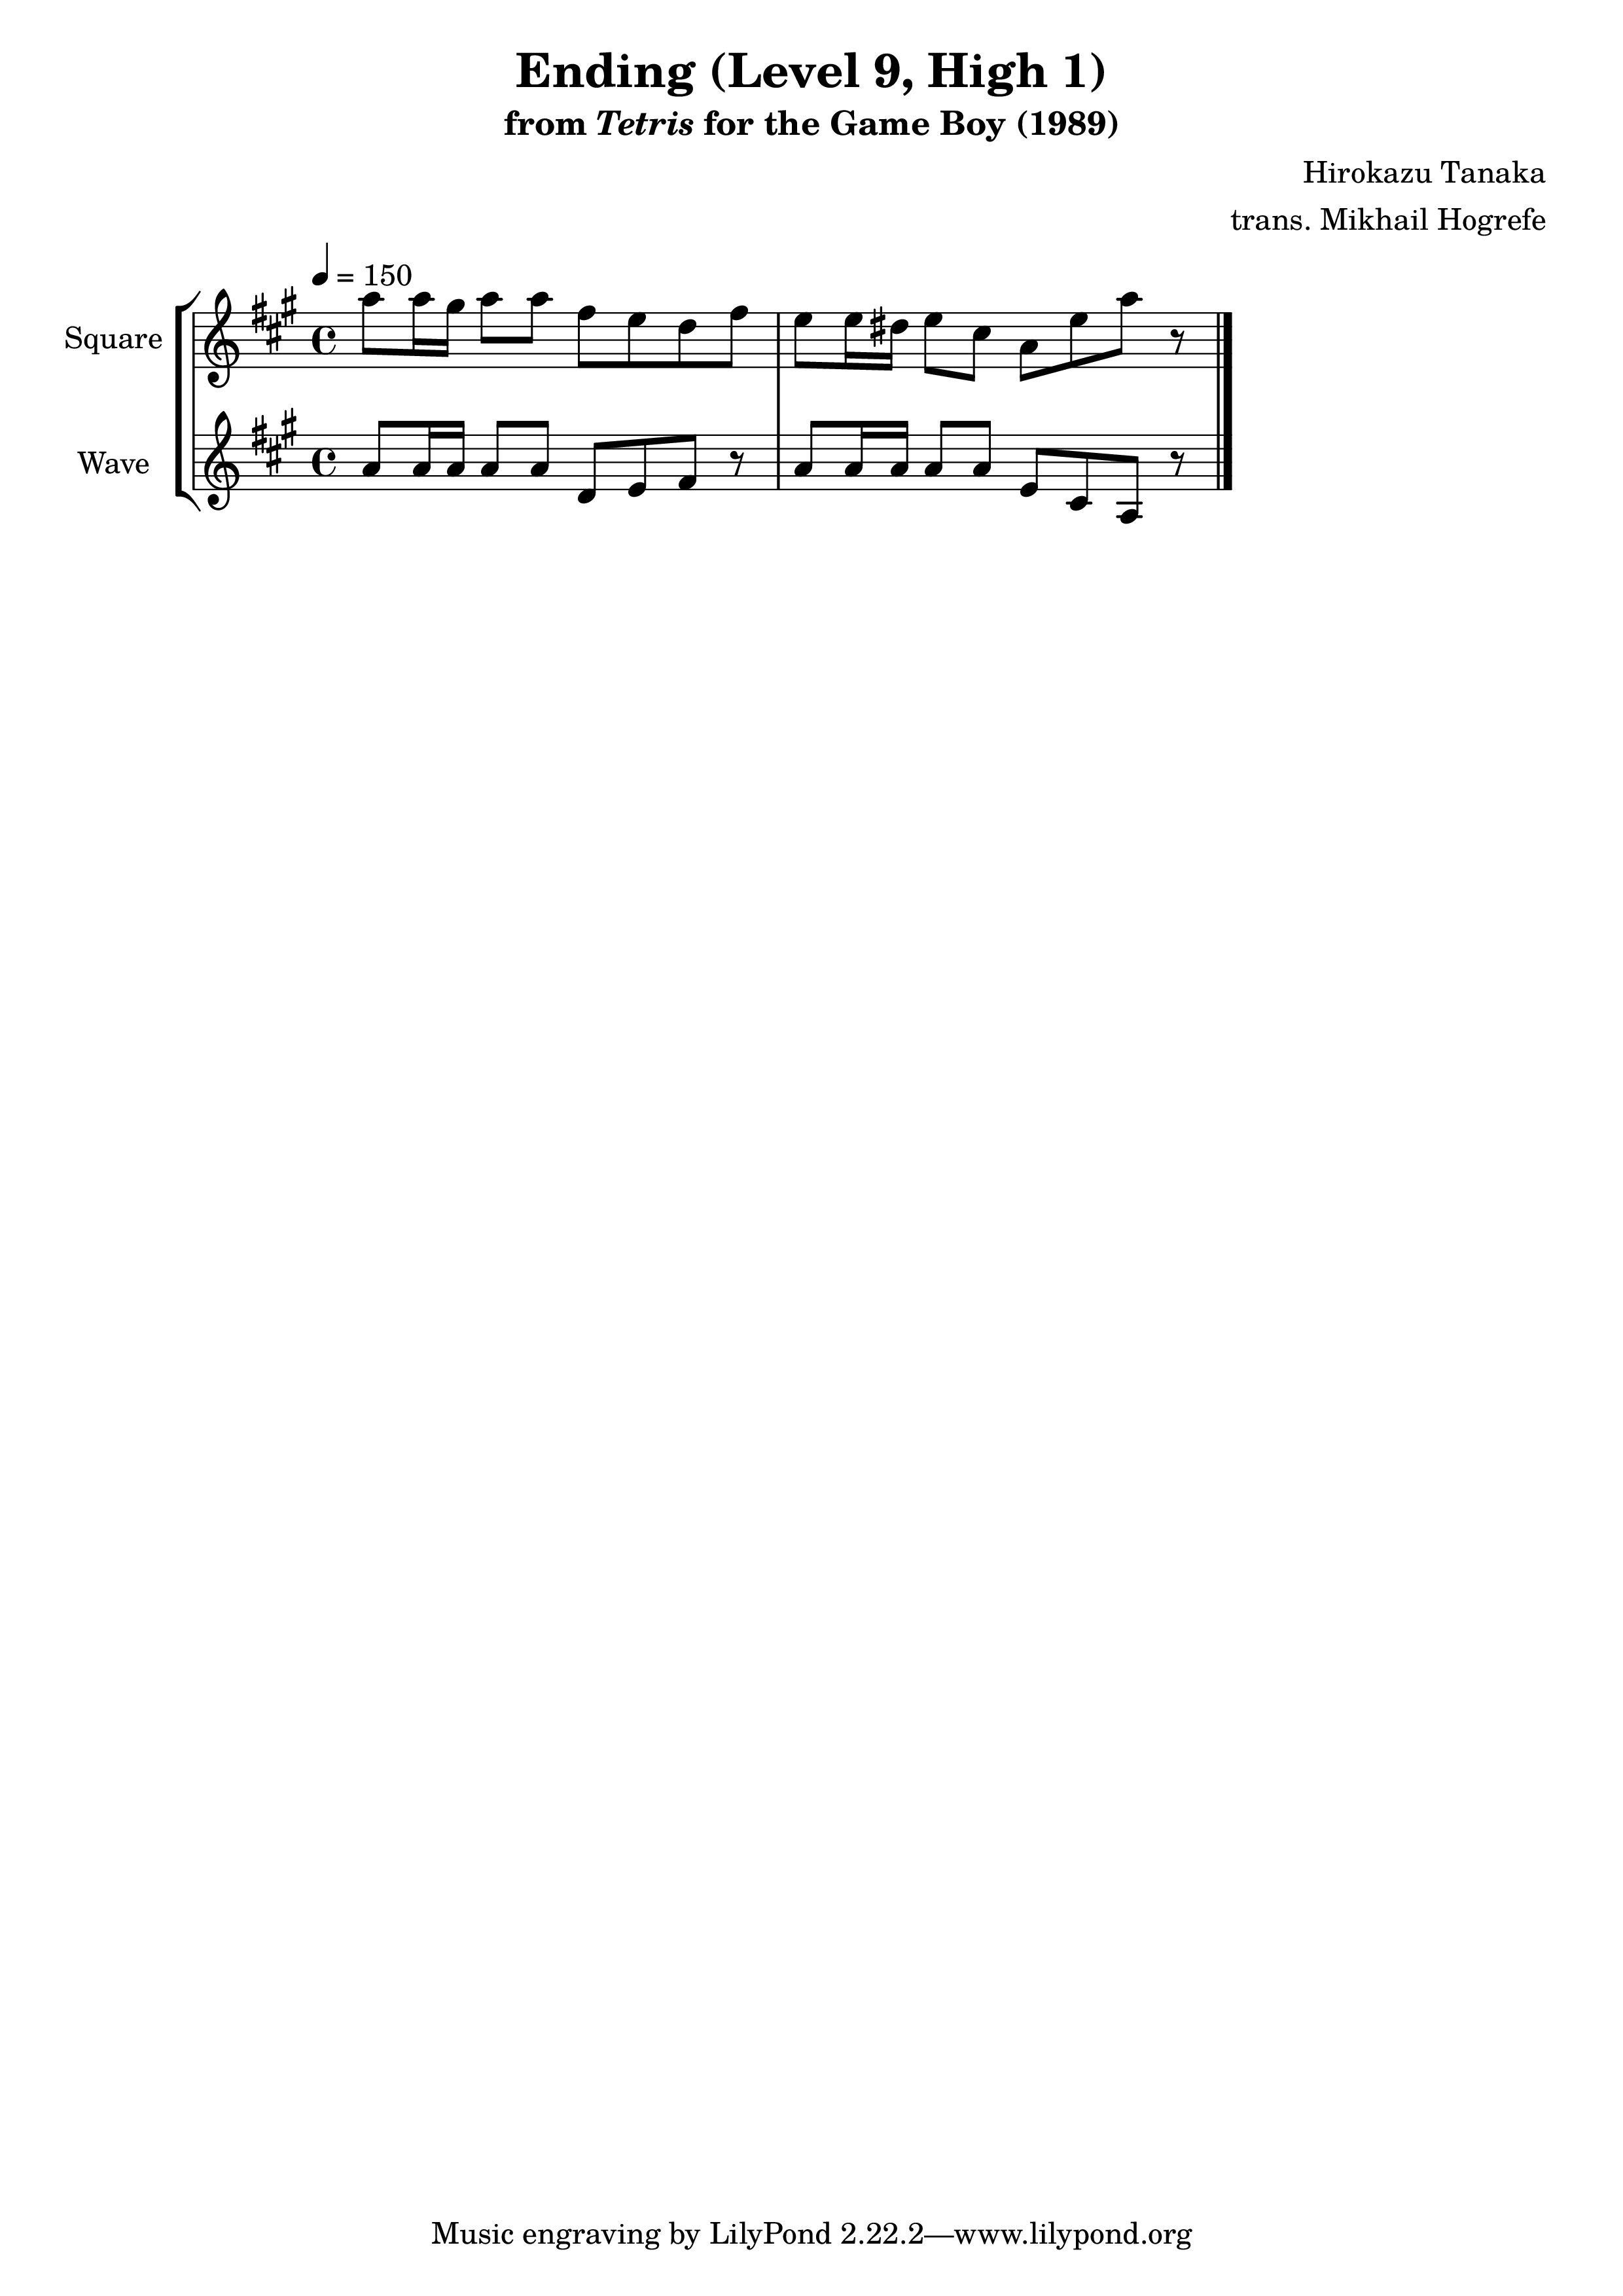 Ending (Level 9, High 1)
from Tetris for the Game Boy (1989)
Hirokazu Tanaka
trans. Mikhail Hogrefe
= 150
Square
Wave
Music engraving by LilyPond 2.22.2—www.lilypond.org